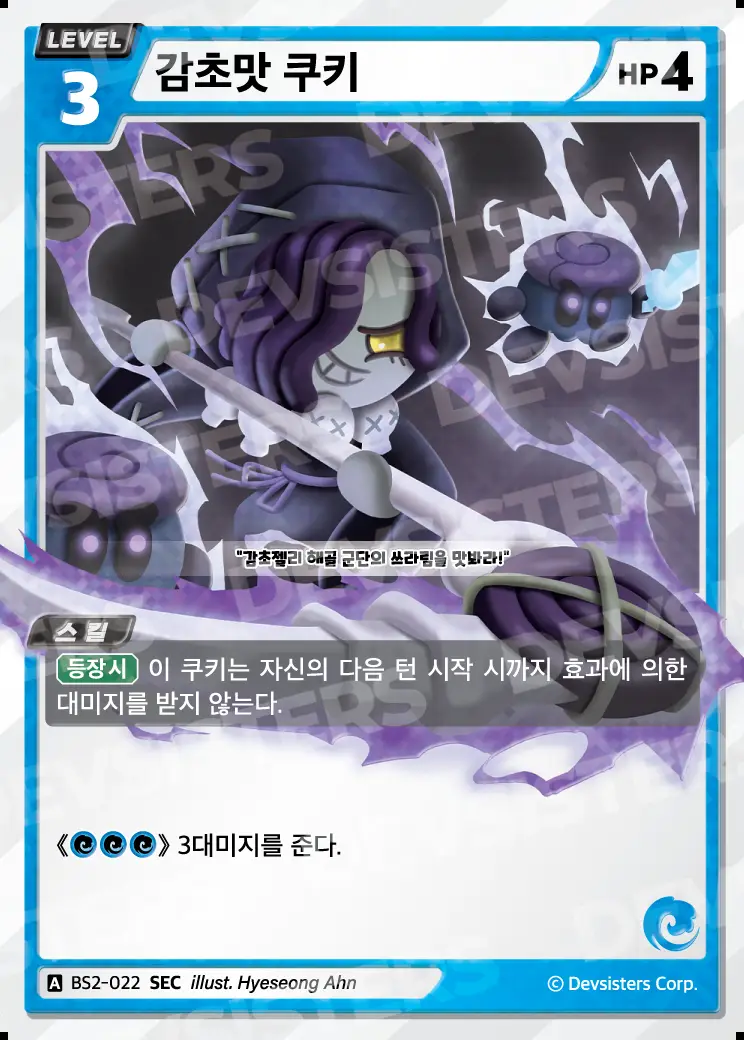 LEVEL
3
감초맛 쿠키
HP 4
"감초젤리 해골 군단의 쓰라림을 맛봐라!"
스킬
등장시 이 쿠키는 자신의 다음 턴 시작 시까지 효과에 의한
대미지를 받지 않는다.
《 》 3대미지를 준다.
A BS2-022 SEC illust. Hyeseong Ahn
© Devsisters Corp.
DEVSISTERS